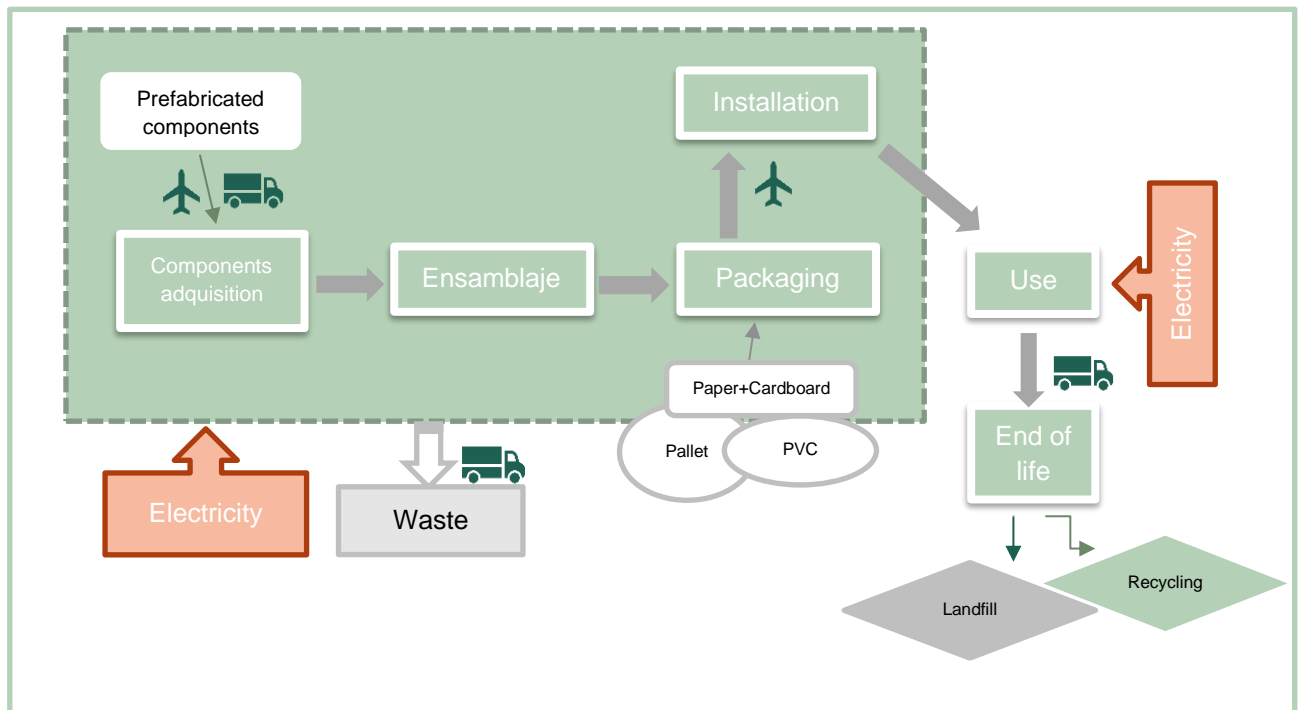 Prefabricated
components
Installation
Components
adquisition
Ensamblaje
Packaging
Use
Electricity
Paper+Cardboard
Pallet
PVC
End of
life
Electricity
Waste
Landfill
Recycling